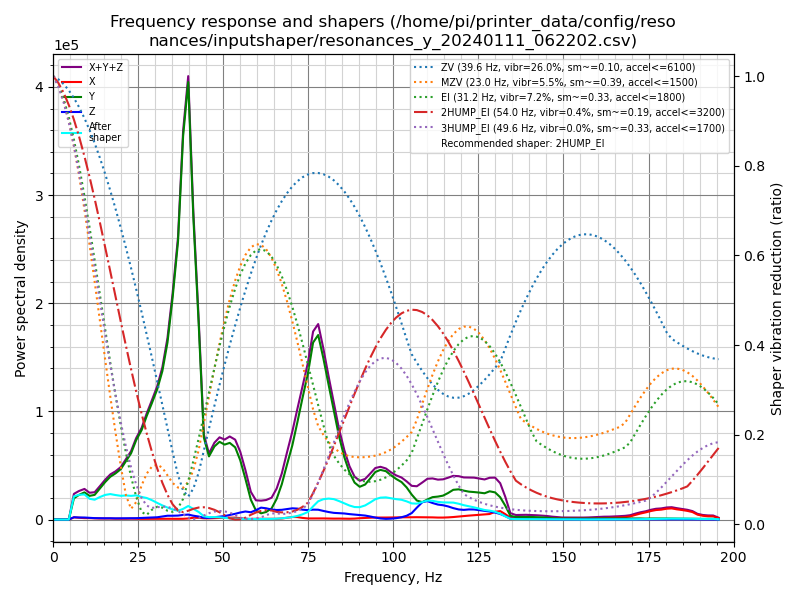 Frequency response and shapers (/home/pi/printer_data/config/reso
nances/inputshaper/resonances_y_20240111_062202.csv)
1e5
X+Y+Z
X
Y
Z
After
shaper
ZV (39.6 Hz, vibr=26.0%, sm~=0.10, accel<=6100)
MZV (23.0 Hz, vibr=5.5%, sm~=0.39, accel<=1500)
EI (31.2 Hz, vibr=7.2%, sm~=0.33, accel<=1800)
2HUMP_EI (54.0 Hz, vibr=0.4%, sm~=0.19, accel<=3200)
3HUMP_EI (49.6 Hz, vibr=0.0%, sm~=0.33, accel<=1700)
Recommended shaper: 2HUMP_EI
Power spectral density
4
3
2
1
0
1.0
0.8
0.6
0.4
0.2
0.0
Shaper vibration reduction (ratio)
0 25 50 75 100 125 150 175 200
Frequency, Hz